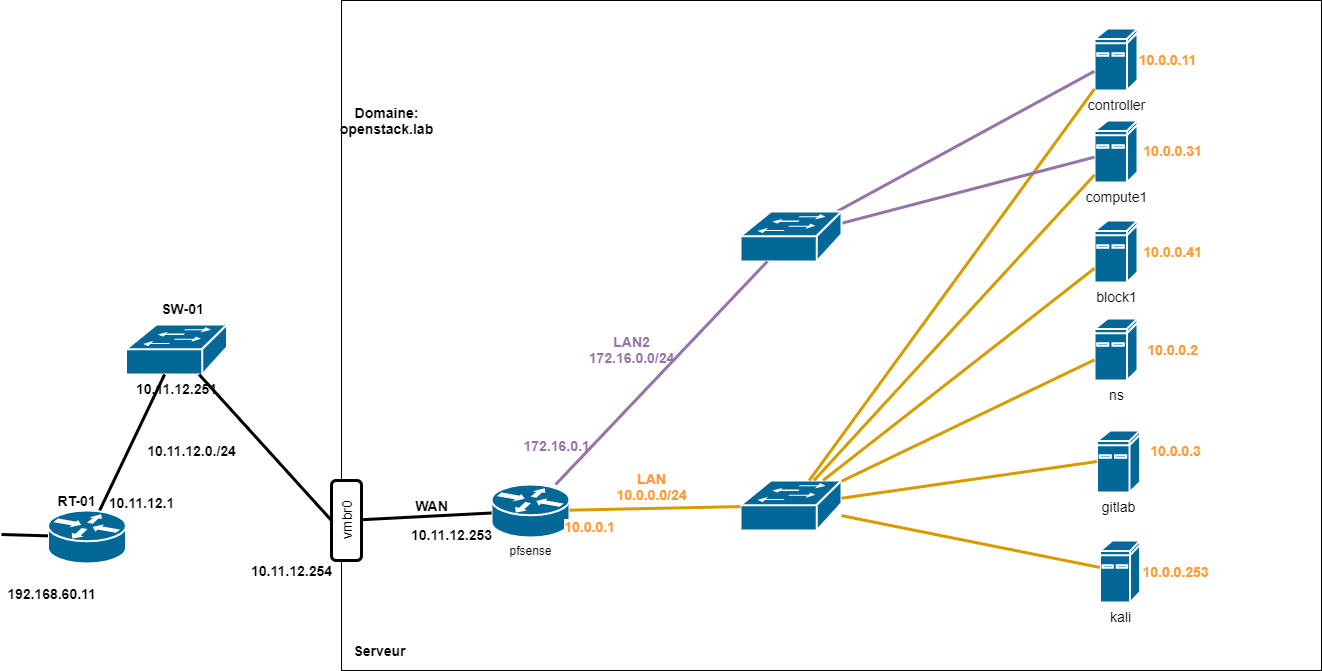 10.0.0.11
controller
Domaine:
openstack.lab
10.0.0.31
compute1
10.0.0.41
block1
SW-01
10.11.12.251
LAN2
172.16.0.0/24
10.0.0.2
ns
172.16.0.1
10.11.12.0./24
10.0.0.3
gitlab
LAN
10.0.0.0/24
RT-01
10.11.12.1
vmbr0
WAN
10.11.12.253
10.0.0.1
pfsense
10.11.12.254
10.0.0.253
kali
192.168.60.11
Serveur